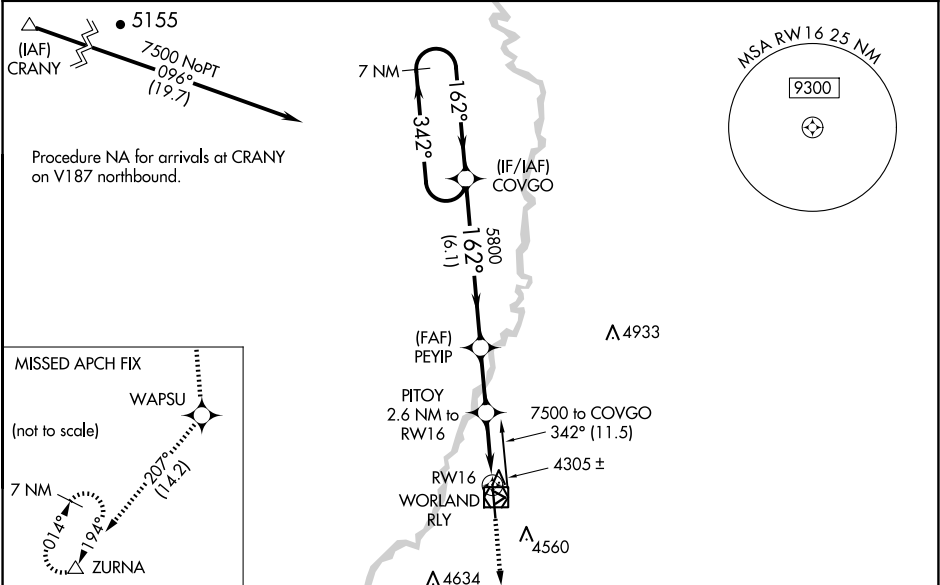 5155
(IAF)
CRANY
7500 NoPT
096°
(19.7)
Procedure NA for arrivals at CRANY
on V187 northbound.
7 NM
162°
342°
(IF/IAF)
COVGO
5800
162°
(6.1)
MSA RW16 25 NM
9300
(FAF)
PEYIP
4933
PITOY
2.6 NM to
RW16
7500 to COVGO
342° (11.5)
4305 ±
RW16
WORLAND
RLY
4560
4634
MISSED APCH FIX
WAPSU
(not to scale)
207°
(14.2)
7 NM
014°
194°
ZURNA